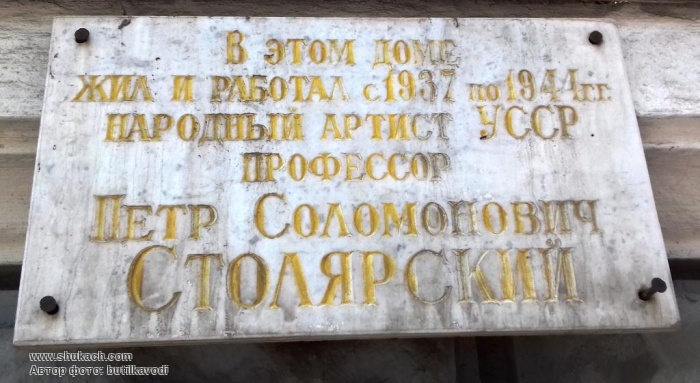 В ЭТОМ ДОМЕ
ЖИЛ И РАБОТАЛ с 1937 по 1944 г.г.
НАРОДНЫЙ АРТИСТ УССР
ПРОФЕССОР
ПЕТР СОЛОМОНОВИЧ
СТОЛЯРСКИЙ
www.shukach.com
Автор фото: butilkavodi